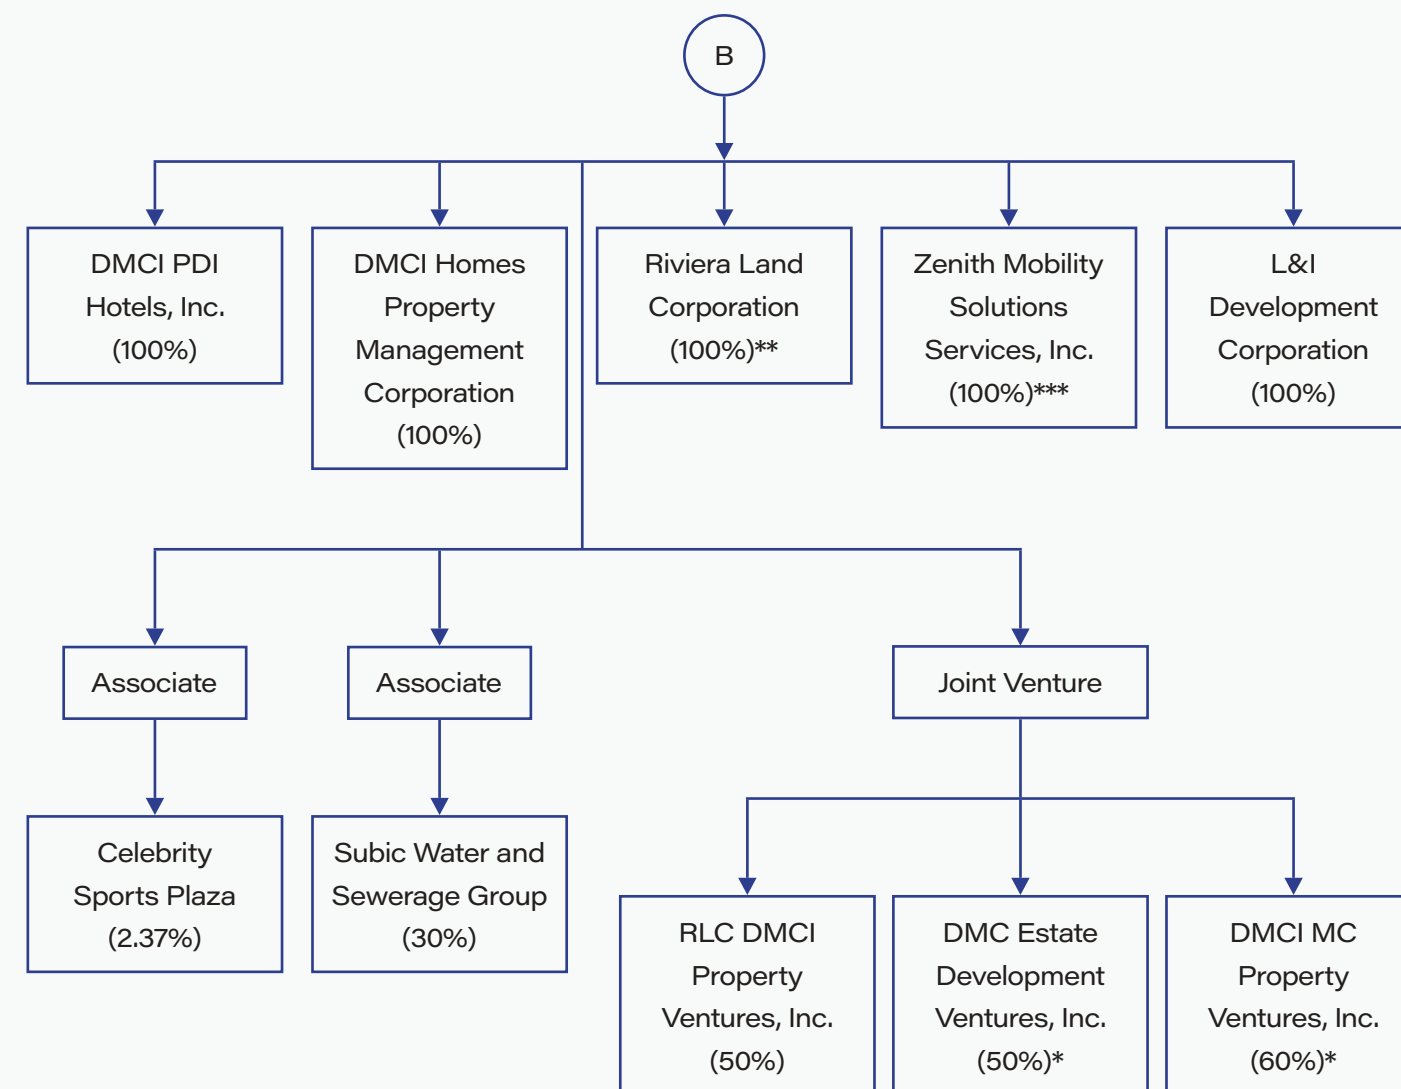 B
DMCI PDI
Hotels, Inc.
(100%)
DMCI Homes
Property
Management
Corporation
(100%)
Riviera Land
Corporation
(100%)**
Zenith Mobility
Solutions
Services, Inc.
(100%)***
L&I
Development
Corporation
(100%)
Associate
Associate
Joint Venture
Celebrity
Sports Plaza
(2.37%)
Subic Water and
Sewerage Group
(30%)
RLC DMCI
Property
Ventures, Inc.
(50%)
DMC Estate
Development
Ventures, Inc.
(50%)*
DMCI MC
Property
Ventures, Inc.
(60%)*